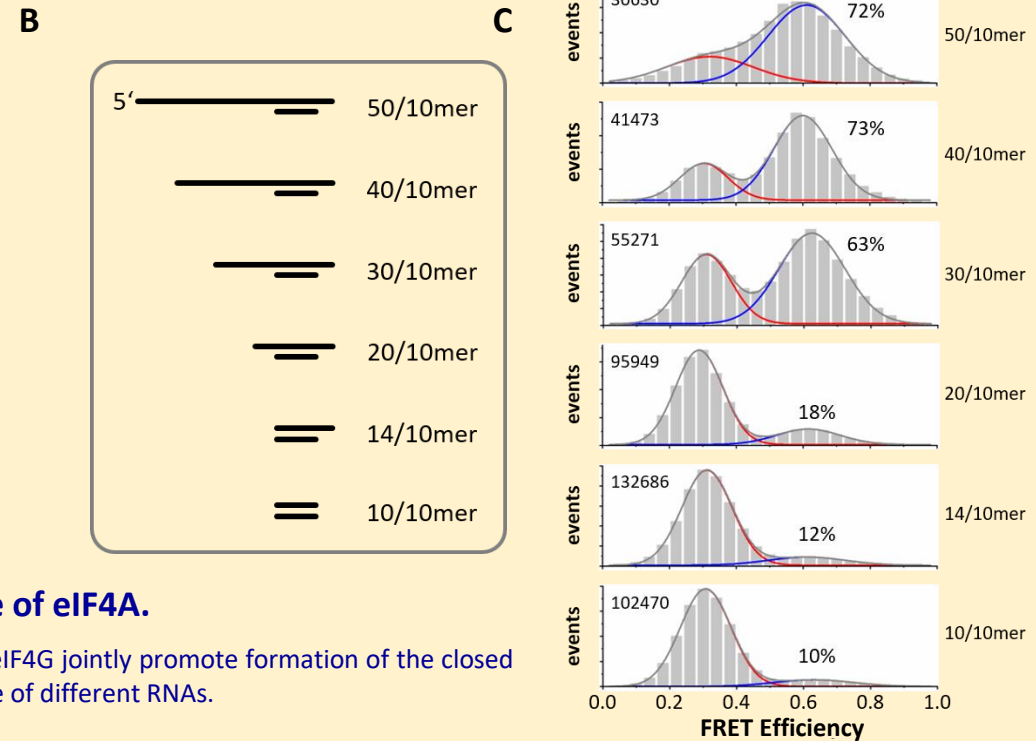 B
5‘
50/10mer
40/10mer
30/10mer
20/10mer
14/10mer
10/10mer
of eIF4A.
eIF4G jointly promote formation of the closed
of different RNAs.
C
events
72%
50/10mer
events
41473
73%
40/10mer
events
55271
63%
30/10mer
events
95949
18%
20/10mer
events
132686
12%
14/10mer
events
102470
10%
10/10mer
0.0 0.2 0.4 0.6 0.8 1.0
FRET Efficiency